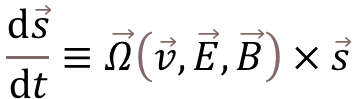 ds⃗/dt ≡ Ω⃗(v⃗, E⃗, B⃗) × s⃗